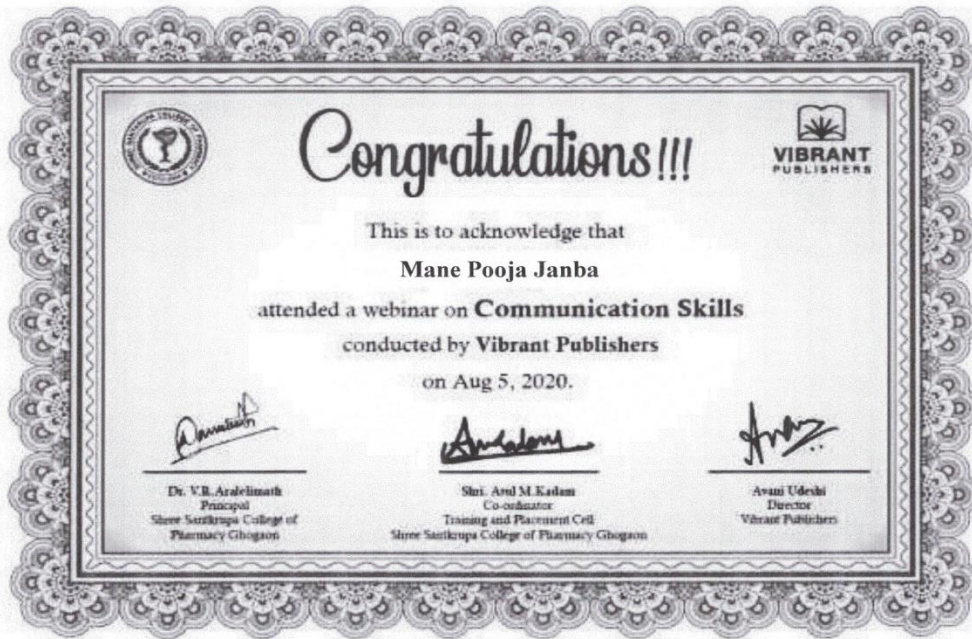 Congratulations!!!
VIBRANT
PUBLISHERS
This is to acknowledge that
Mane Pooja Janba
attended a webinar on Communication Skills
conducted by Vibrant Publishers
on Aug 5, 2020.
Dr. V.R. Aralelimath
Principal
Shree Santkrupa College of
Pharmacy Ghogaon
Shri. Amd M.Kadam
Co-ordinator
Training and Placement Cell
Shree Santkrupa College of Pharmacy Ghogaon
Avani Udeshi
Director
Vibrant Publishers